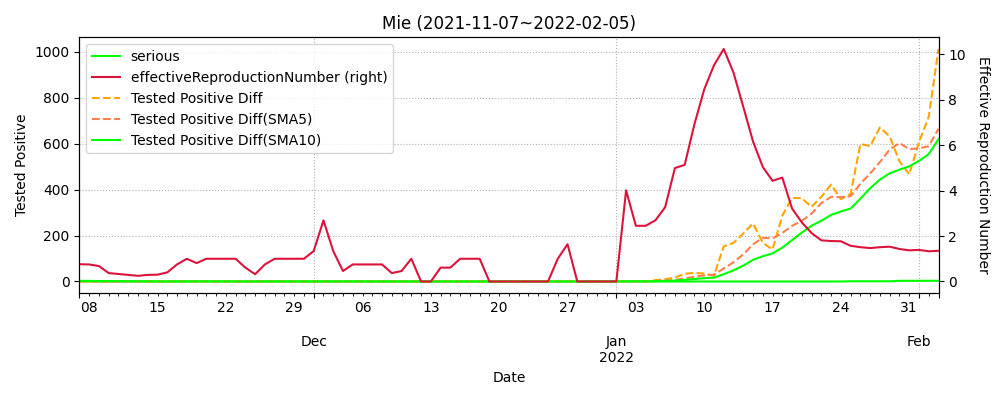 Mie (2021-11-07~2022-02-05)
serious
effectiveReproductionNumber (right)
Tested Positive Diff
Tested Positive Diff(SMA5)
Tested Positive Diff(SMA10)
Tested Positive
1000
800
600
400
200
0
10
8
6
4
2
0
Effective Reproduction Number
08 15 22 29 06 13 20 27 03 10 17 24 31
Dec Jan Feb
2022
Date